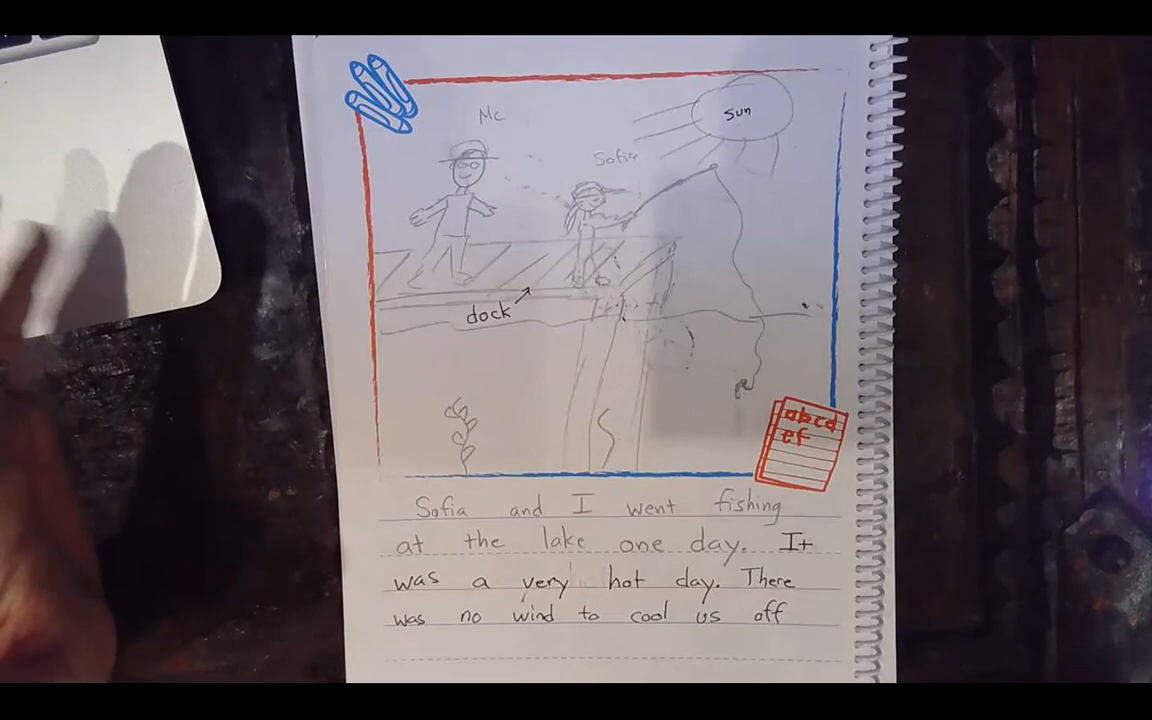 Me
Sun
Sofia
dock
abcd
ef
Sofia and I went fishing
at the lake one day. It
was a very hot day. There
was no wind to cool us off